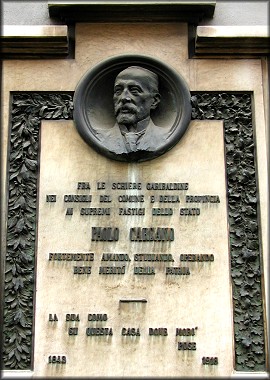 FRA LE SCHIERE GARIBALDINE
NEI CONSIGLI DEL COMUNE E DELLA PROVINCIA
AI SUPREMI FASTIGI DELLO STATO
PAOLO CARCANO
FORTEMENTE AMANDO, STUDIANDO, OPERANDO
BENE MERITÒ DELLA PATRIA
LA SUA COMO
SU QUESTA CASA DOVE MORÌ
POSE
1843 1918